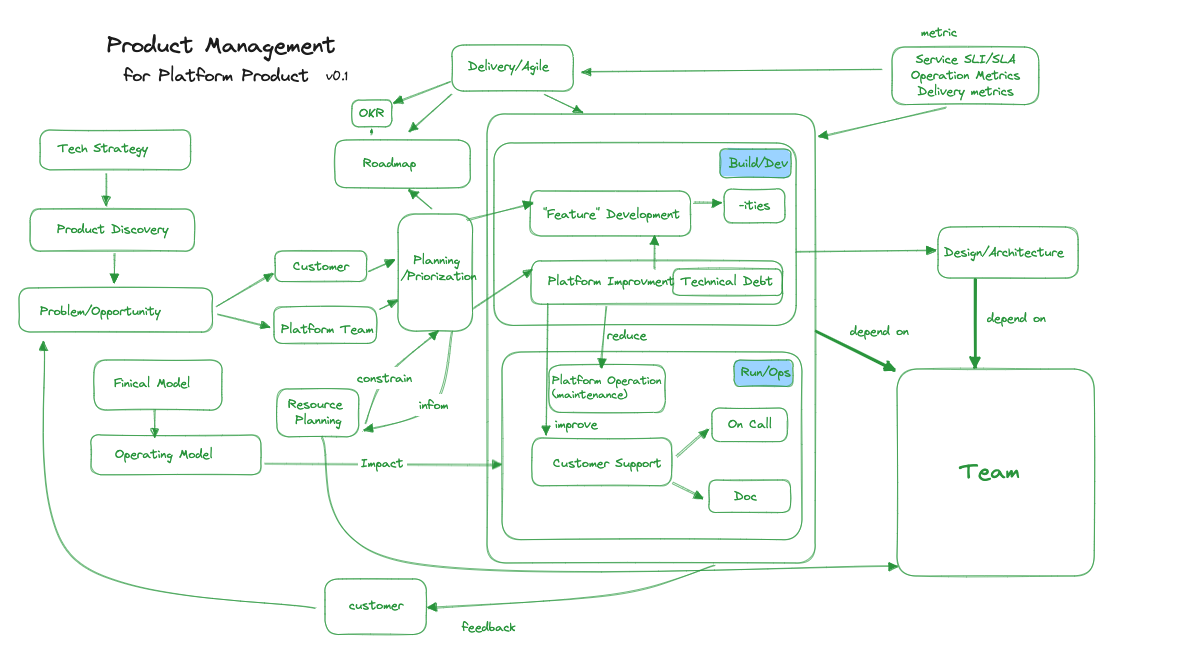 Product Management
for Platform Product v0.1
metric
Service SLI/SLA
Operation Metrics
Delivery metrics
Delivery/Agile
OKR
Roadmap
Tech Strategy
Product Discovery
Problem/Opportunity
Customer
Platform Team
Planning
/Priorization
Build/Dev
"Feature" Development
-ities
Platform Improvment
Technical Debt
Design/Architecture
reduce
depend on
depend on
Finical Model
Operating Model
constrain
infom
Resource
Planning
Impact
Run/Ops
Platform Operation
(maintenance)
improve
Customer Support
On Call
Doc
Team
customer
feedback